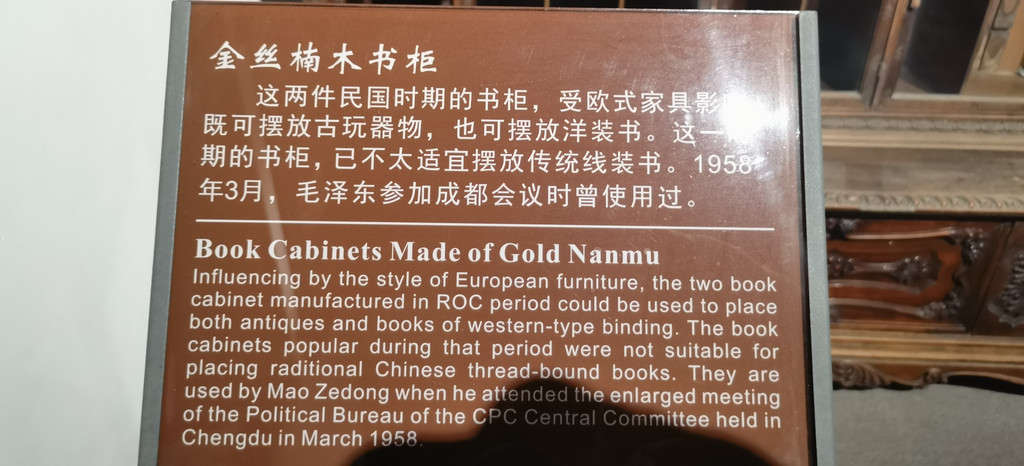 金丝楠木书柜
这两件民国时期的书柜，受欧式家具影
既可摆放古玩器物，也可摆放洋装书。这一
期的书柜，已不太适宜摆放传统线装书。1958
年3月，毛泽东参加成都会议时曾使用过。
Book Cabinets Made of Gold Nanmu
Influencing by the style of European furniture, the two book
cabinet manufactured in ROC period could be used to place
both antiques and books of western-type binding. The book
cabinets popular during that period were not suitable for
placing raditional Chinese thread-bound books. They are
used by Mao Zedong when he attended the enlarged meeting
of the Political Bureau of the CPC Central Committee held in
Chengdu in March 1958.